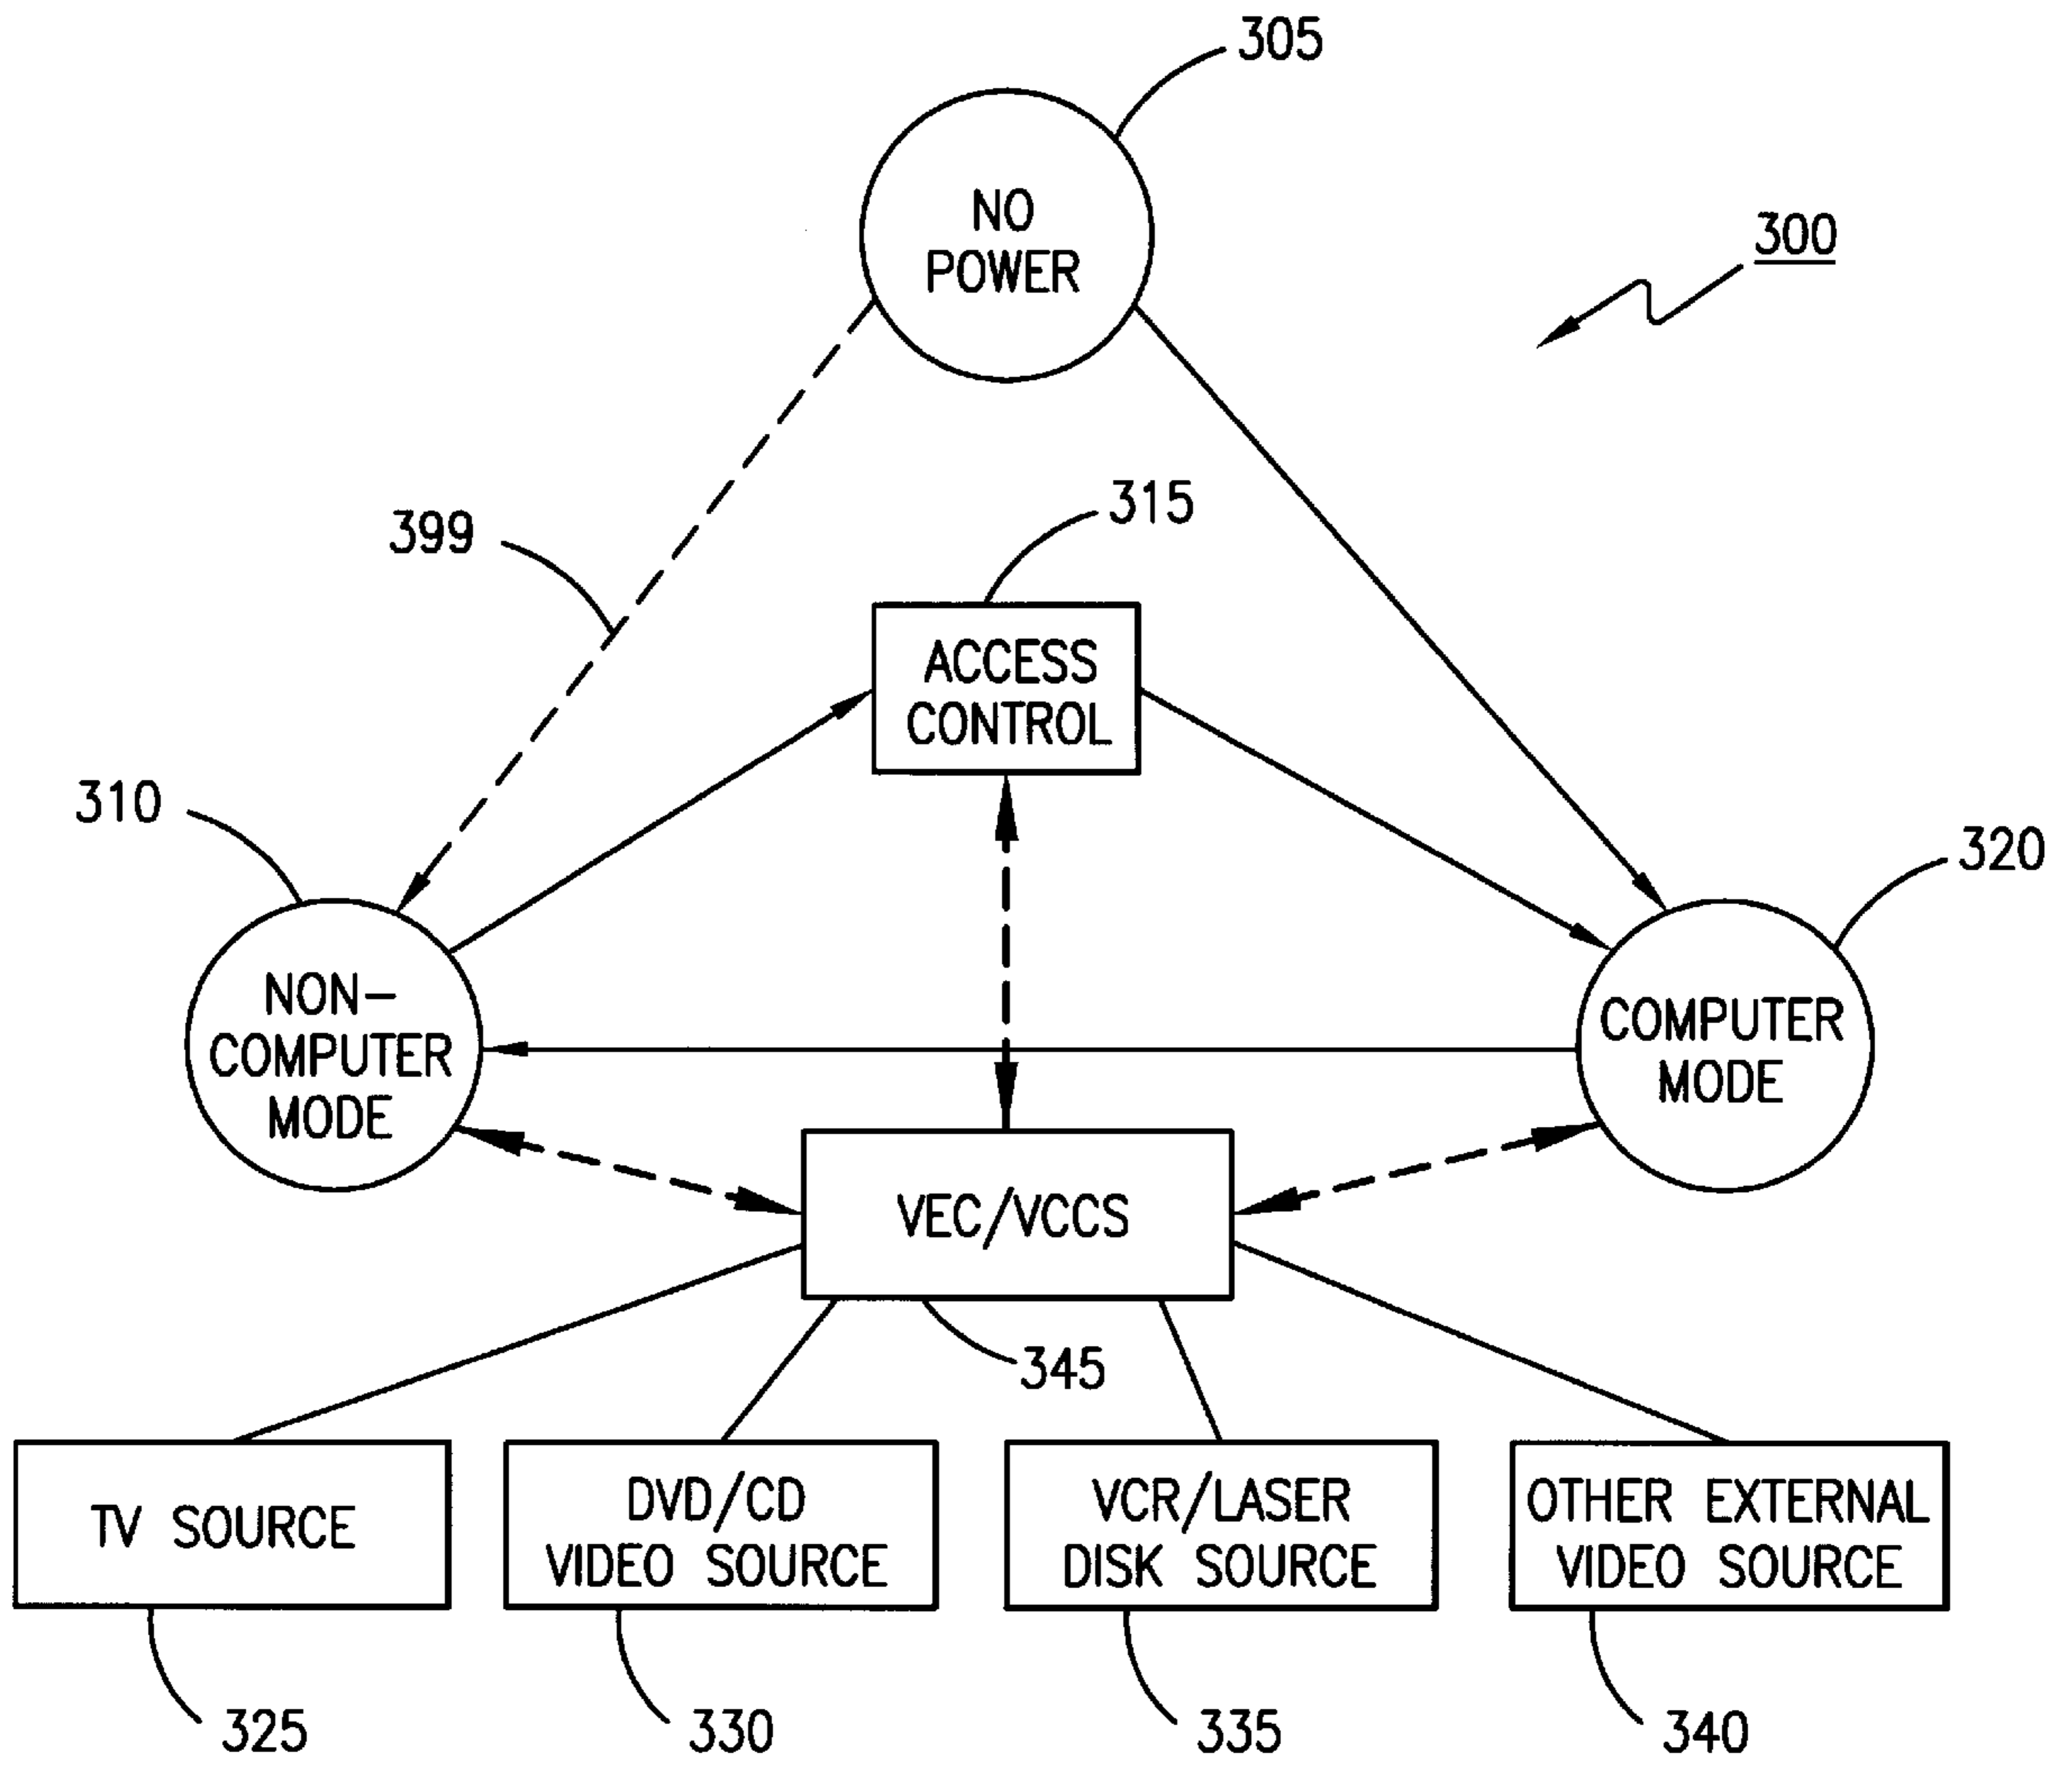 305
NO
POWER
300
315
399
ACCESS
CONTROL
310
320
NON-
COMPUTER
MODE
COMPUTER
MODE
VEC/VCCS
345
TV SOURCE
DVD/CD
VIDEO SOURCE
VCR/LASER
DISK SOURCE
OTHER EXTERNAL
VIDEO SOURCE
325
330
335
340